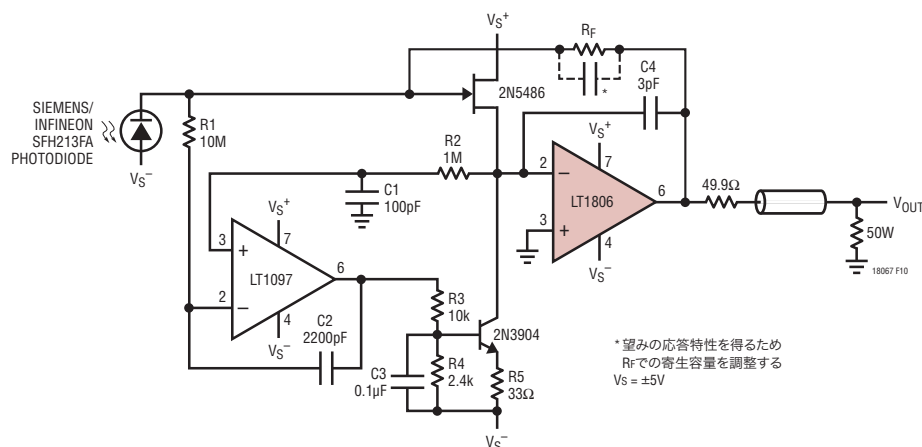 VS+
RF
*
C4
3pF
2N5486
SIEMENS/
INFINEON
SFH213FA
PHOTODIODE
VS−
R1
10M
R2
1M
C1
100pF
VS+
7
2
−
LT1806
6
3
+
4
VS−
49.9Ω
VOUT
50W
18067 F10
VS+
7
3
+
LT1097
6
2
−
4
VS−
C2
2200pF
R3
10k
2N3904
C3
0.1µF
R4
2.4k
R5
33Ω
VS−
*望みの応答特性を得るため
RFでの寄生容量を調整する
VS = ±5V